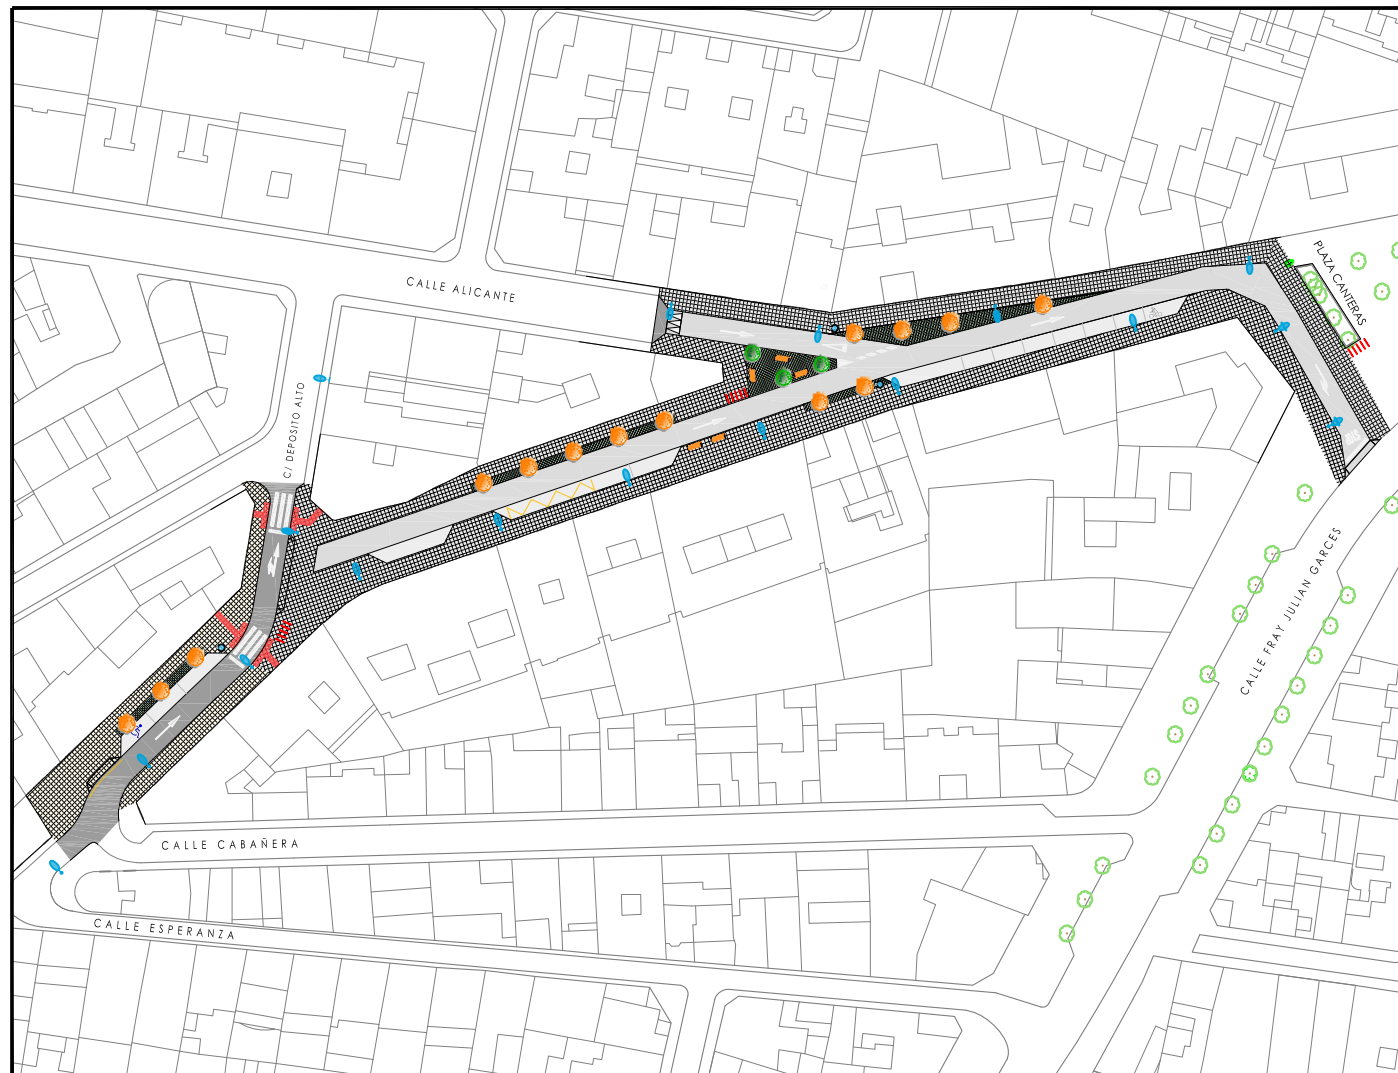 PLAZA CANTERAS
CALLE ALICANTE
C/ DEPOSITO ALTO
CALLE FRAY JULIAN GARCES
CALLE CABAÑERA
CALLE ESPERANZA